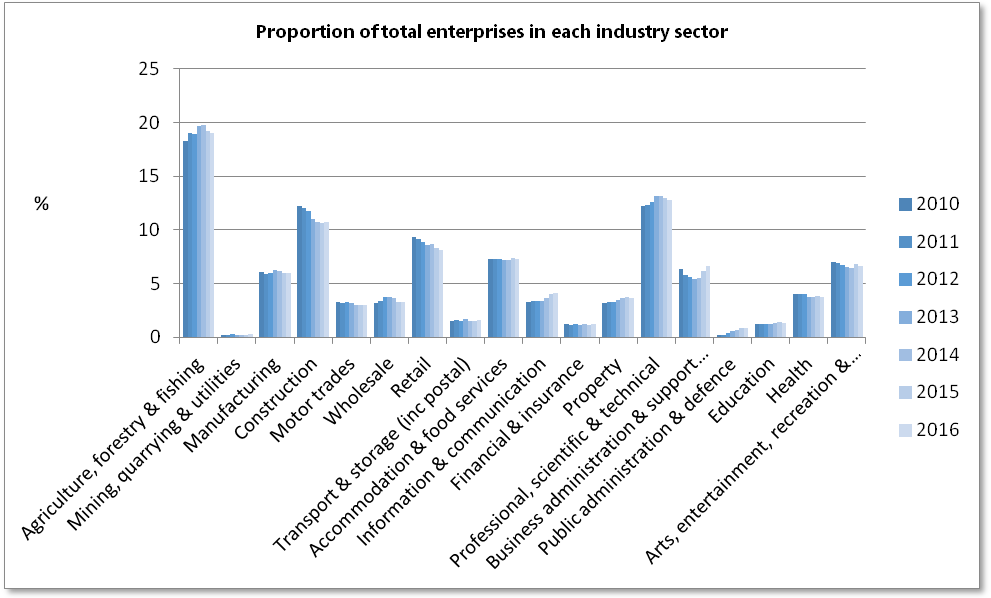 Proportion of total enterprises in each industry sector
25
20
15
10
5
0
%
Agriculture, forestry & fishing
Mining, quarrying & utilities
Manufacturing
Construction
Motor trades
Wholesale
Retail
Transport & storage (inc postal)
Accommodation & food services
Information & communication
Financial & insurance
Property
Professional, scientific & technical
Business administration & support...
Public administration & defence
Education
Health
Arts, entertainment, recreation &...
2010
2011
2012
2013
2014
2015
2016